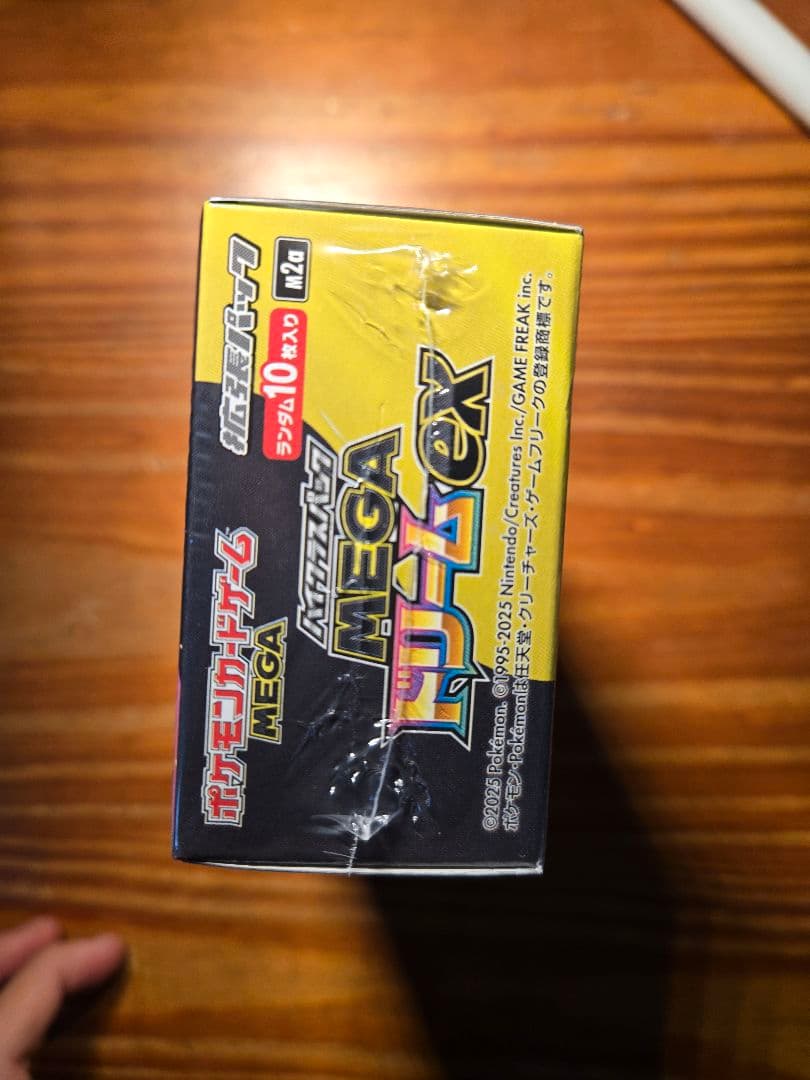 ポケモンカードゲーム
MEGA
拡張パック
ランダム10枚入り
M2a
ハイクラスパック
MEGA
ドリームex
©2025 Pokémon. ©1995-2025 Nintendo/Creatures Inc./GAME FREAK inc.
ポケモン・Pokémonは任天堂・クリーチャーズ・ゲームフリークの登録商標です。